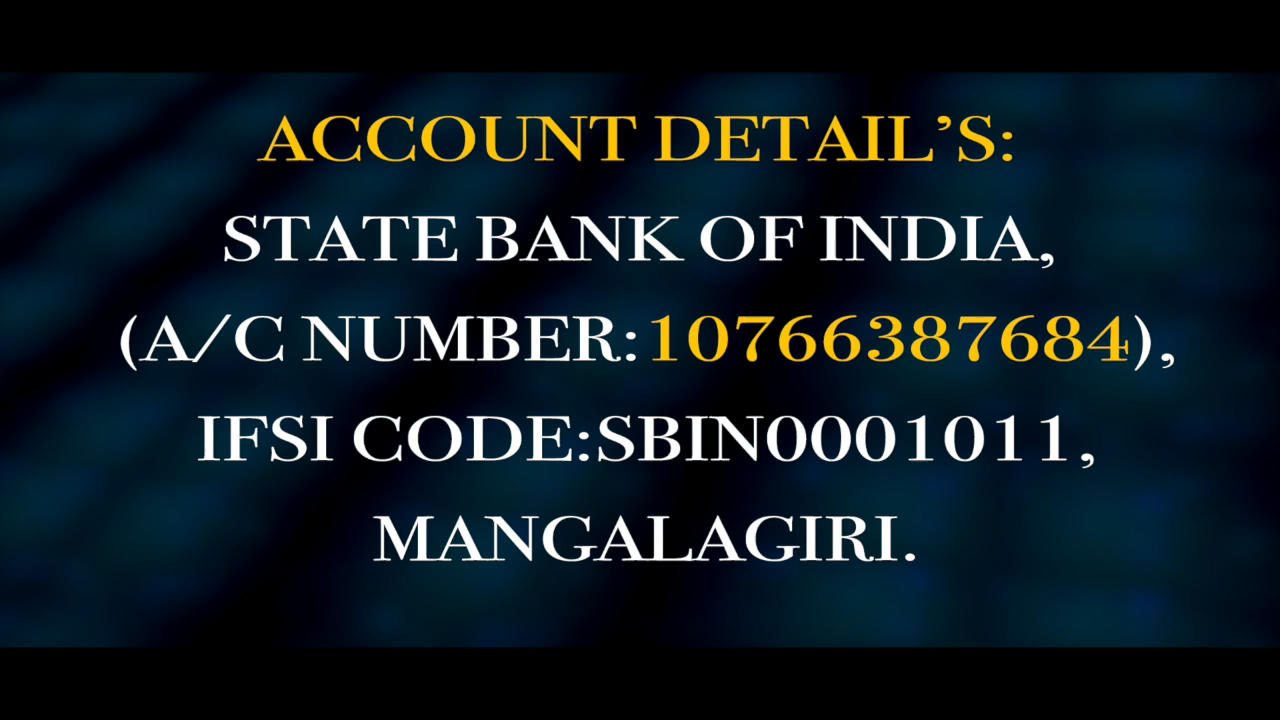 ACCOUNT DETAIL’S:
STATE BANK OF INDIA,
(A/C NUMBER:10766387684),
IFSI CODE:SBIN0001011,
MANGALAGIRI.